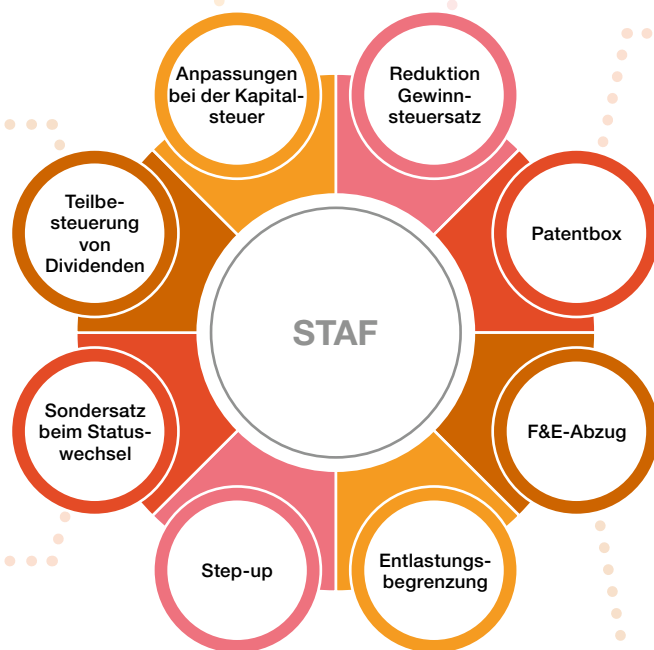 Anpassungen
bei der Kapital-
steuer
Reduktion
Gewinn-
steuersatz
Teilbe-
steuerung
von
Dividenden
Patentbox
STAF
Sondersatz
beim Status-
wechsel
F&E-Abzug
Step-up
Entlastungs-
begrenzung